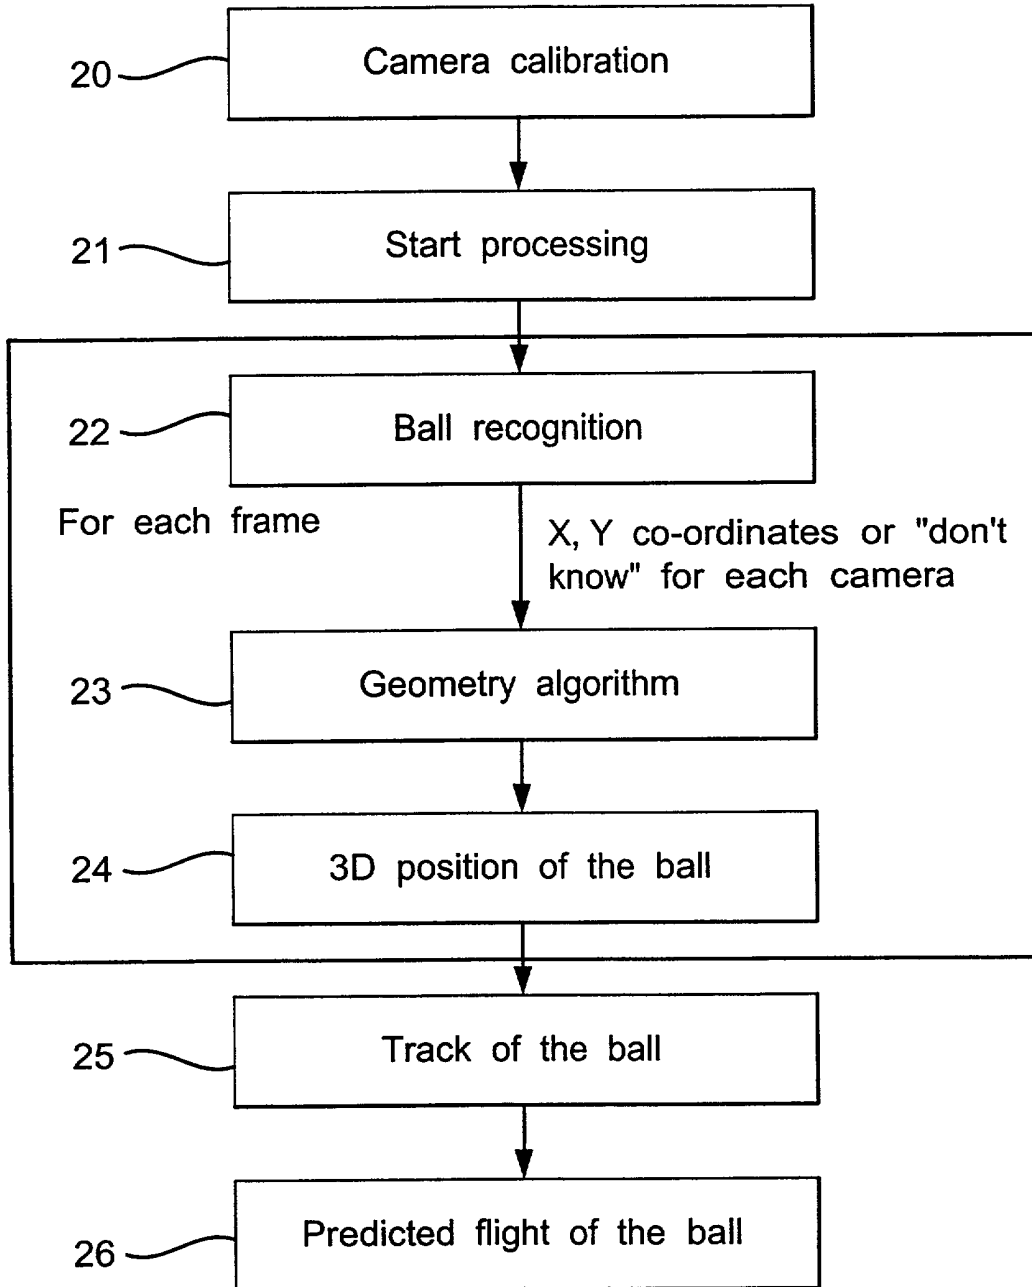 20
Camera calibration
21
Start processing
22
Ball recognition
For each frame
X, Y co-ordinates or "don't
know" for each camera
23
Geometry algorithm
24
3D position of the ball
25
Track of the ball
26
Predicted flight of the ball